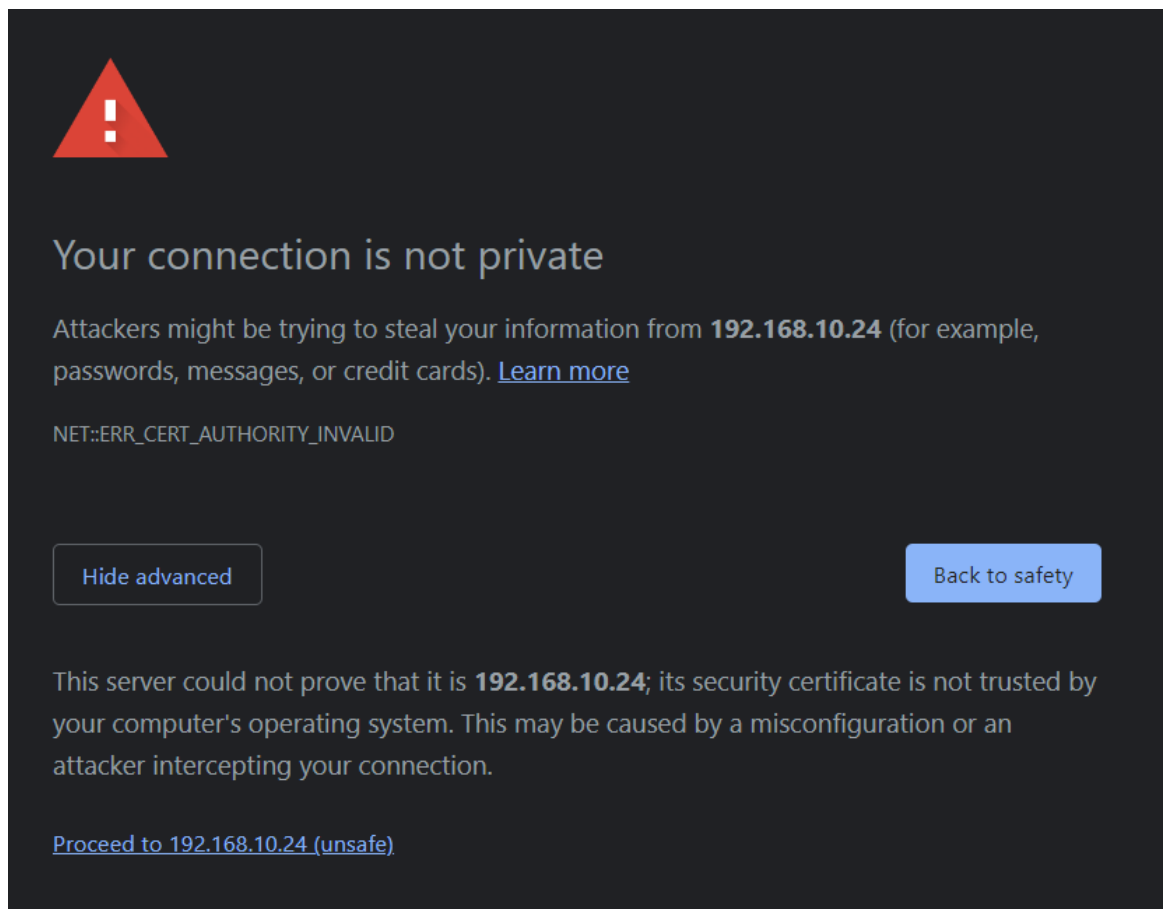 Your connection is not private
Attackers might be trying to steal your information from 192.168.10.24 (for example,
passwords, messages, or credit cards). Learn more
NET::ERR_CERT_AUTHORITY_INVALID
Hide advanced
Back to safety
This server could not prove that it is 192.168.10.24; its security certificate is not trusted by
your computer's operating system. This may be caused by a misconfiguration or an
attacker intercepting your connection.
Proceed to 192.168.10.24 (unsafe)